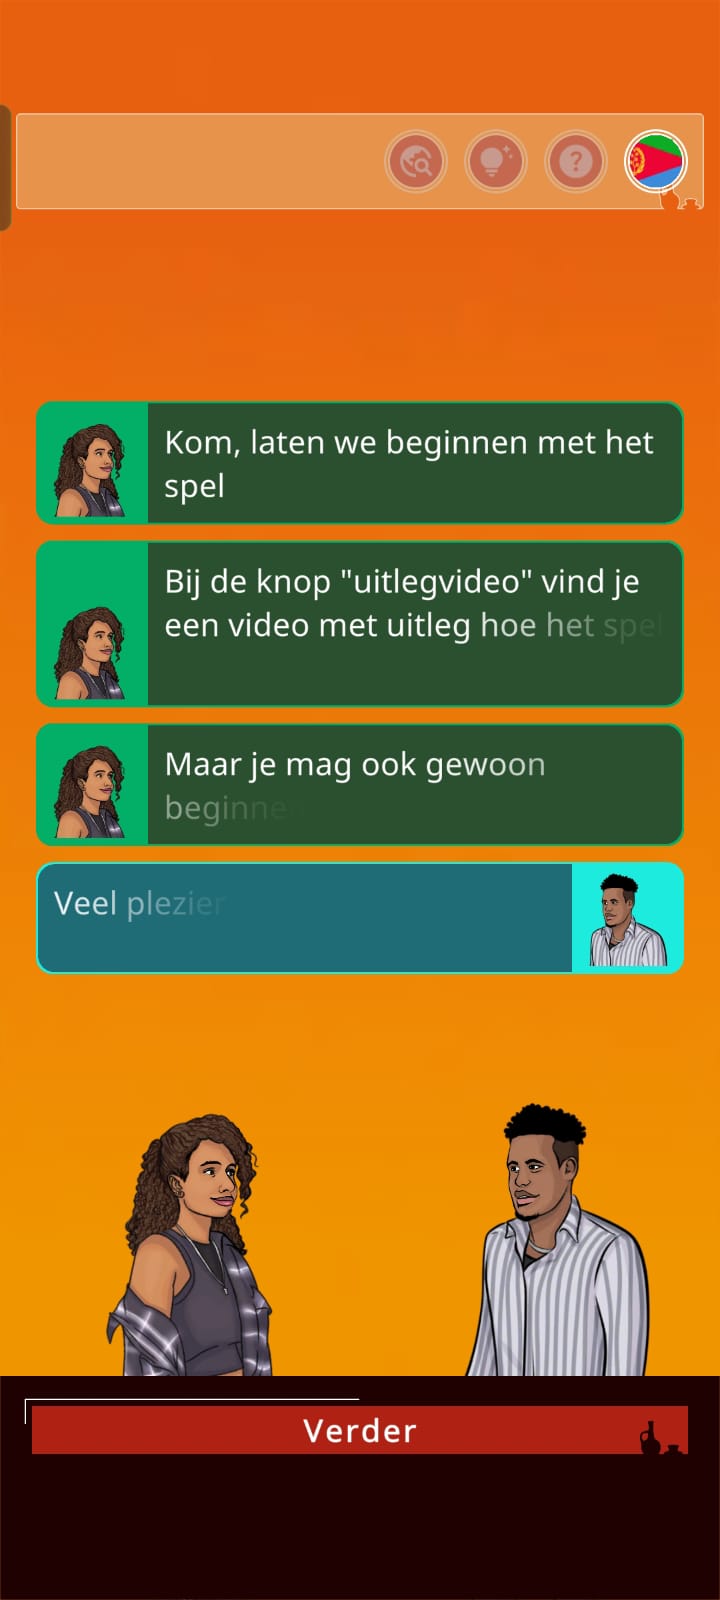 Kom, laten we beginnen met het
spel
Bij de knop "uitlegvideo" vind je
een video met uitleg hoe het spel
Maar je mag ook gewoon
beginnen
Veel plezier
Verder